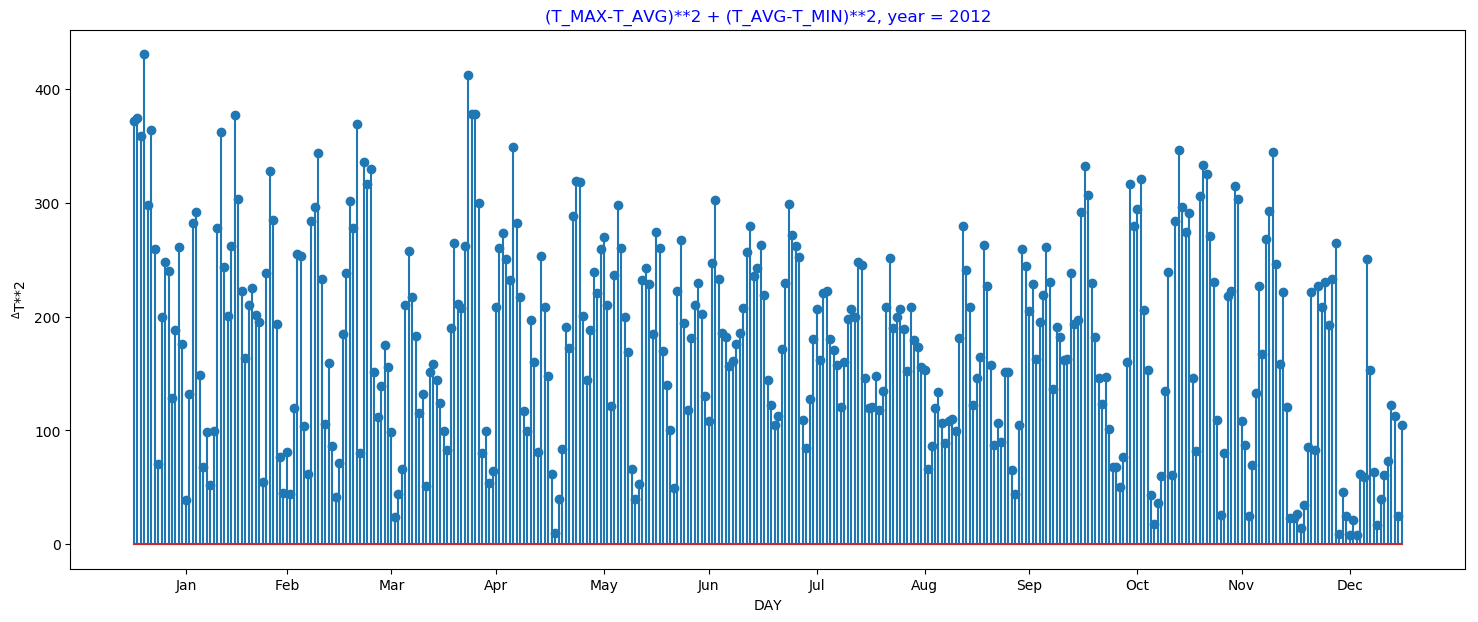 (T_MAX-T_AVG)**2 + (T_AVG-T_MIN)**2, year = 2012
ΔT**2
400
300
200
100
0
Jan Feb Mar Apr May Jun Jul Aug Sep Oct Nov Dec
DAY